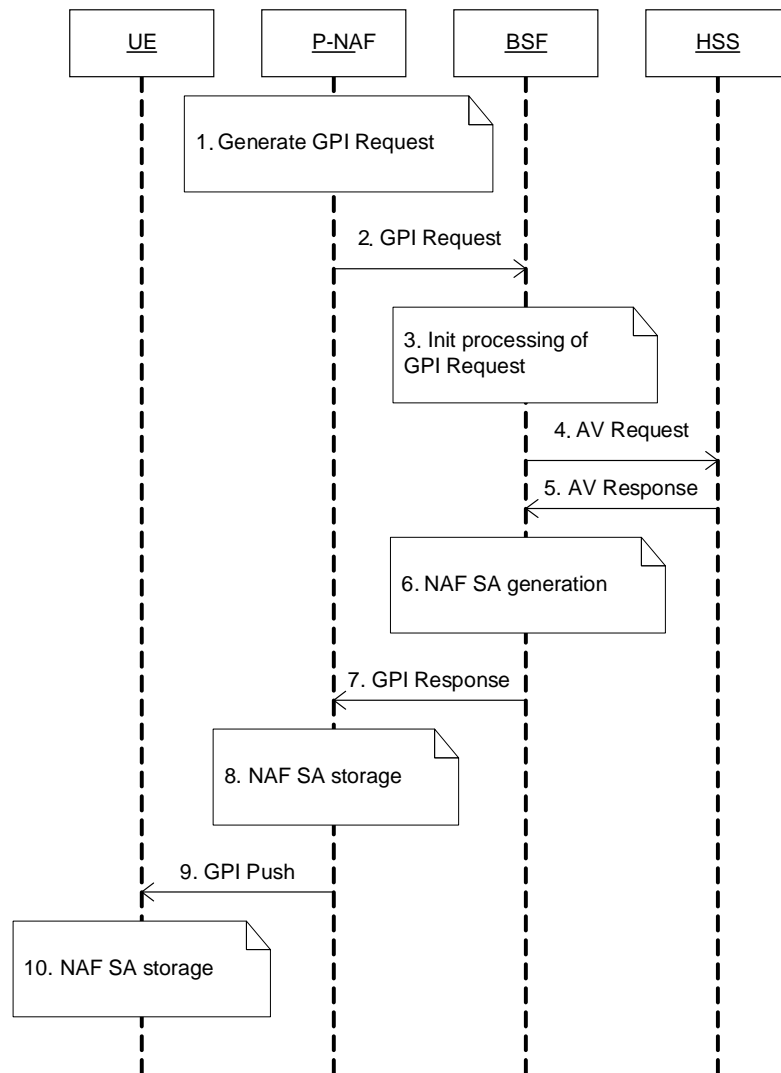 UE
P-NAF
BSF
HSS
1. Generate GPI Request
2. GPI Request
3. Init processing of
GPI Request
4. AV Request
5. AV Response
6. NAF SA generation
7. GPI Response
8. NAF SA storage
9. GPI Push
10. NAF SA storage